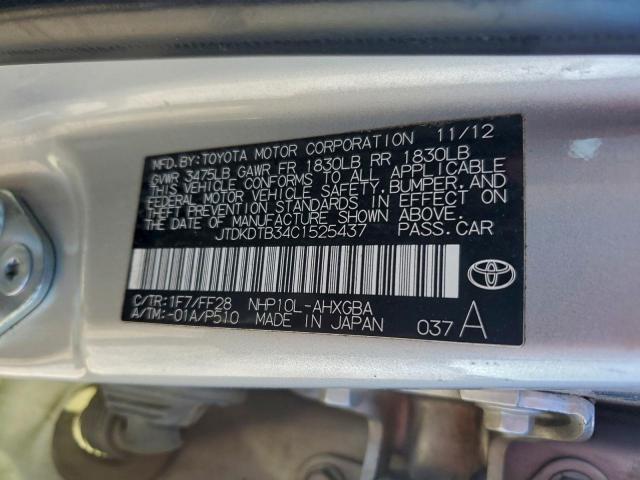 MFD. BY: TOYOTA MOTOR CORPORATION 11/12
GVWR 3475LB GAWR FR 1830LB RR 1830LB
THIS VEHICLE CONFORMS TO ALL APPLICABLE
FEDERAL MOTOR VEHICLE SAFETY, BUMPER, AND
THEFT PREVENTION STANDARDS IN EFFECT ON
THE DATE OF MANUFACTURE SHOWN ABOVE.
JTDKDTB34C1525437 PASS.CAR
C/TR: 1F7/FF28 NHP10L-AHXGBA
A/TM: -01A/P510 MADE IN JAPAN 037 A